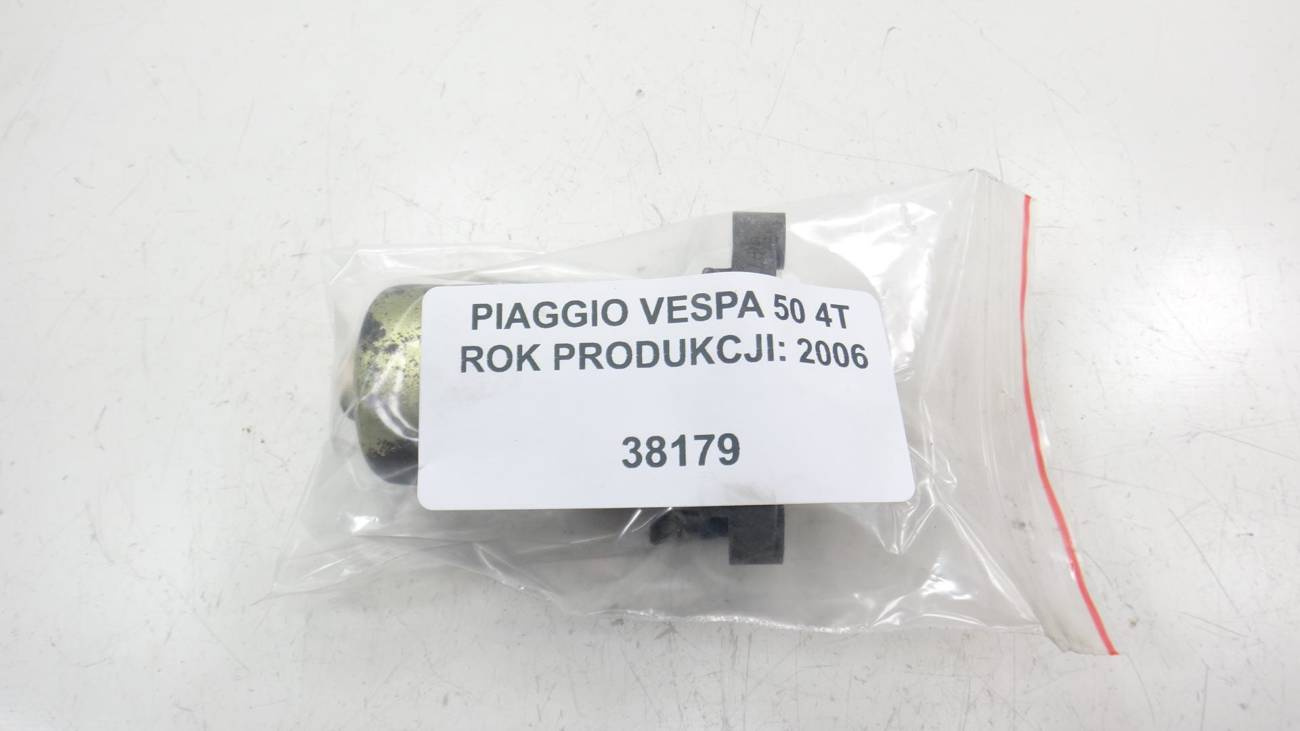 PIAGGIO VESPA 50 4T
ROK PRODUKCJI: 2006
38179